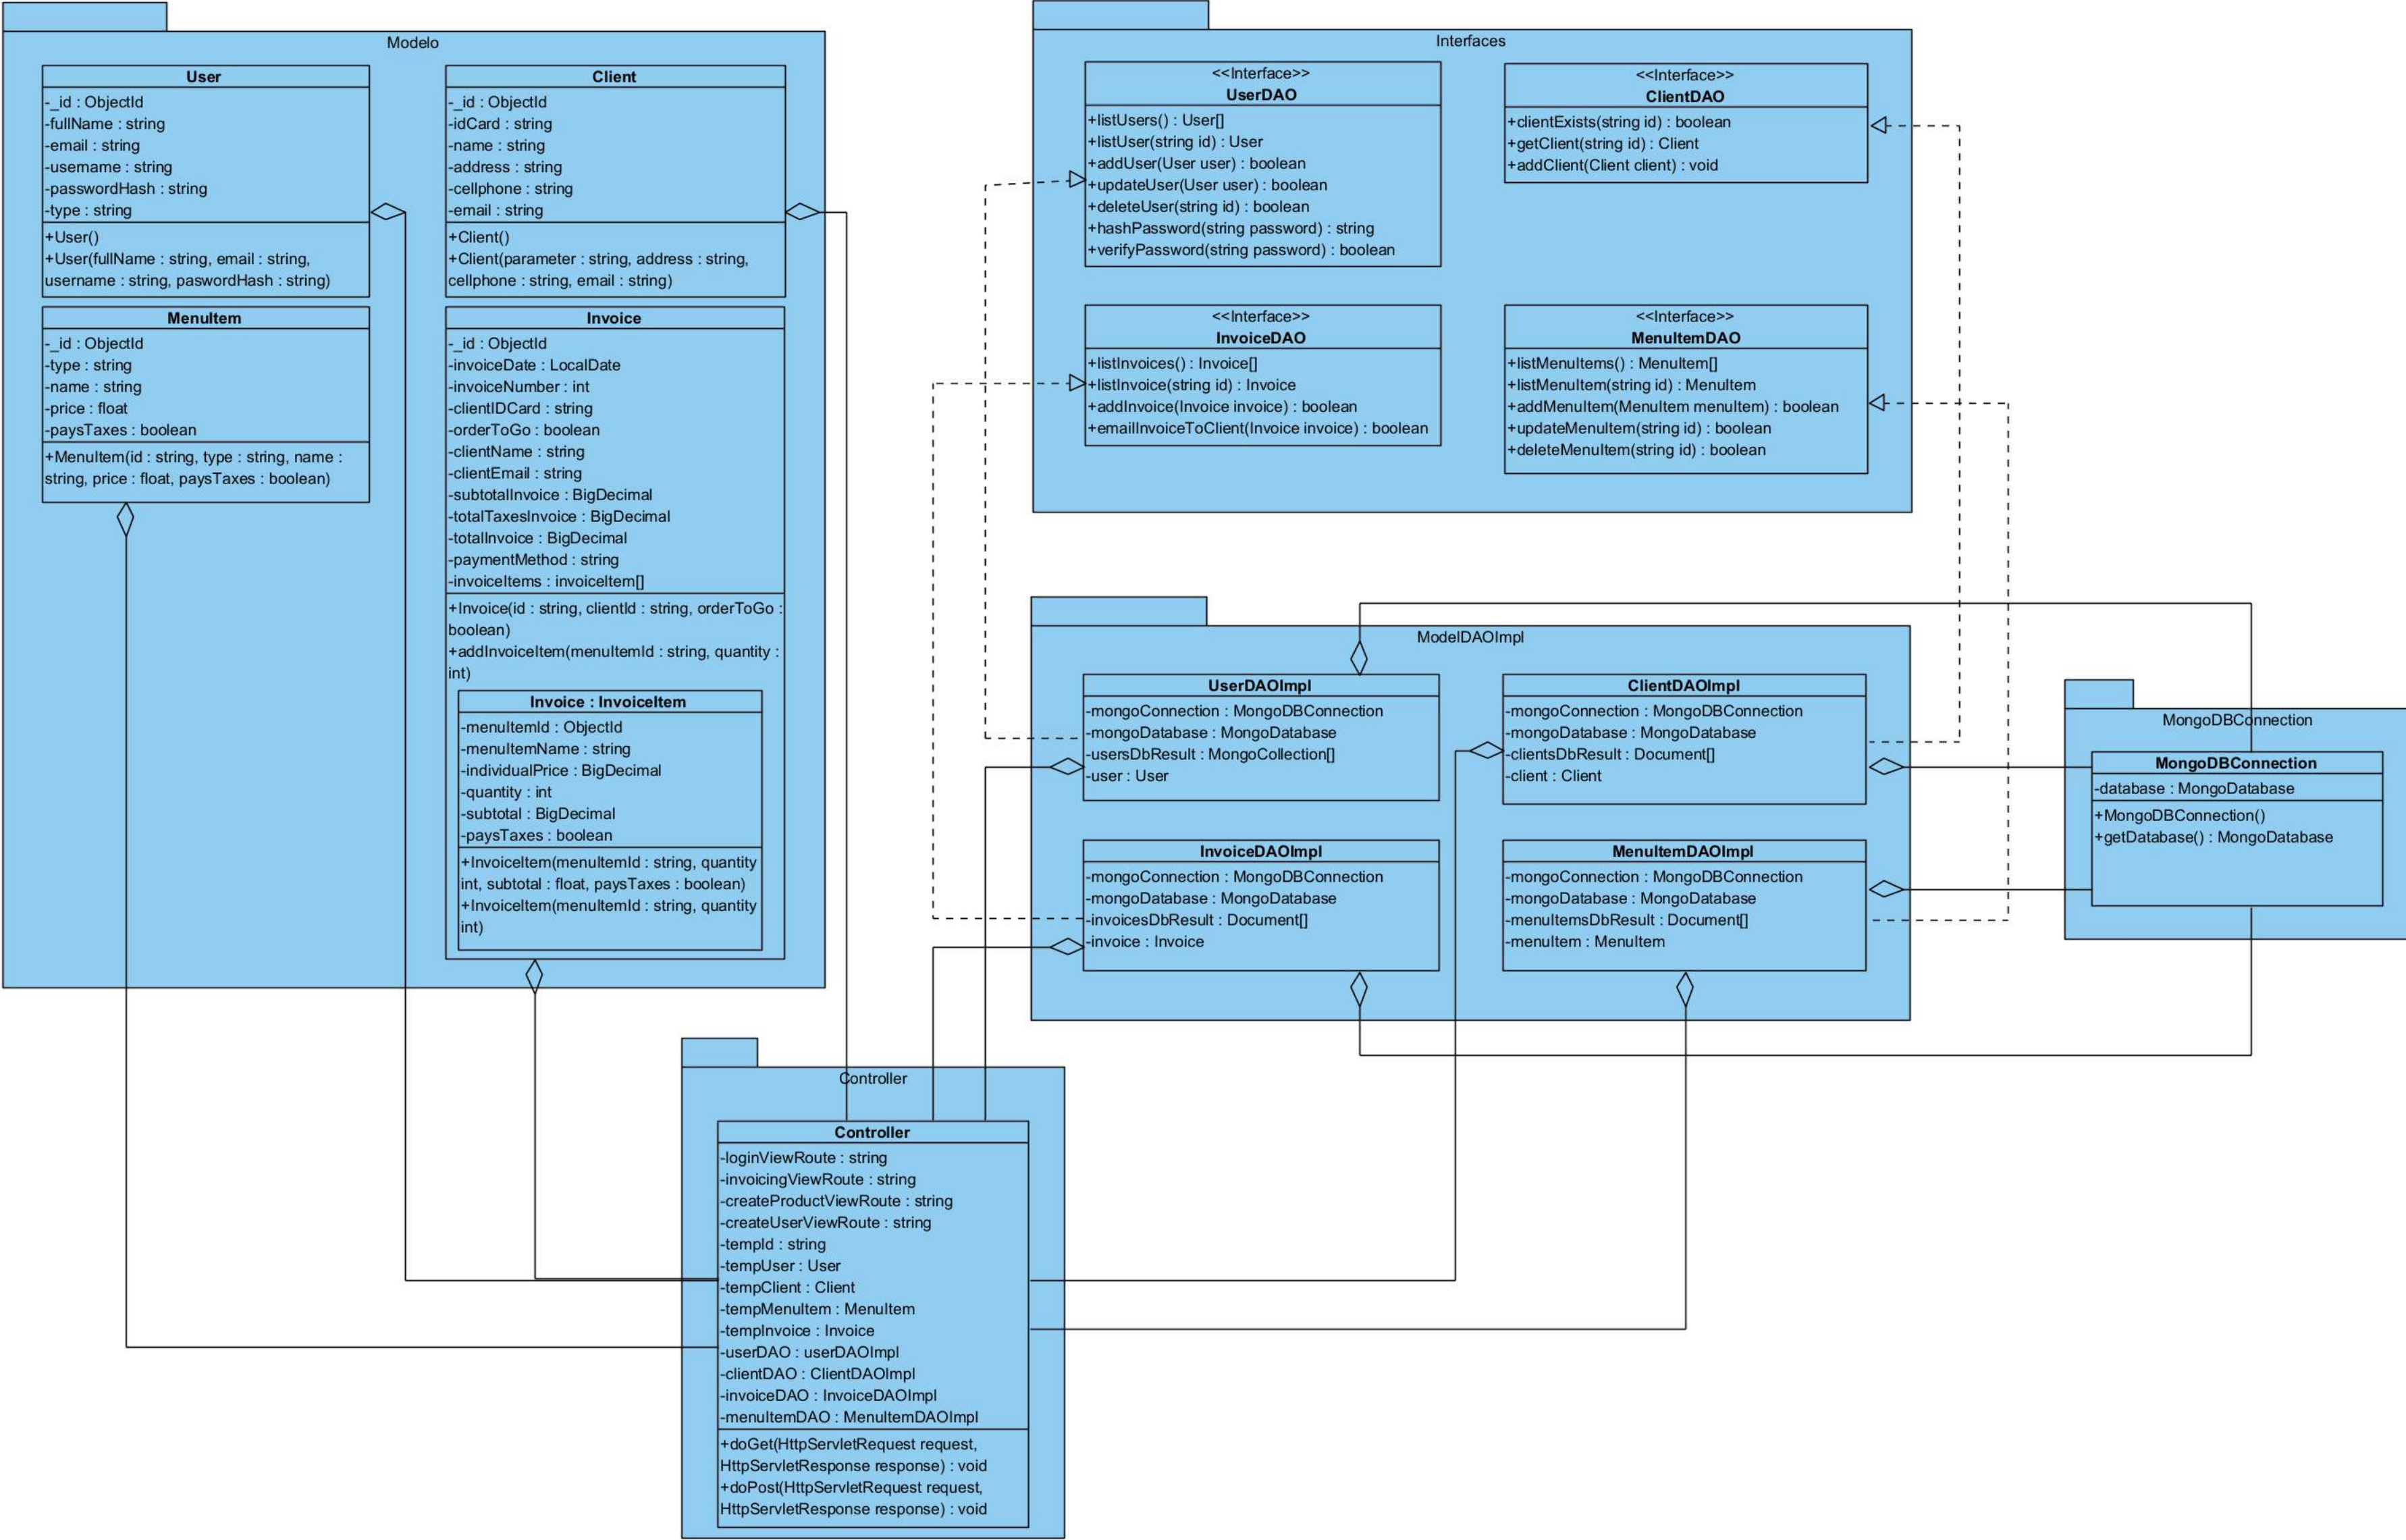 Modelo
User
-_id : ObjectId
-fullName : string
-email : string
-username : string
-passwordHash : string
-type : string
+User()
+User(fullName : string, email : string,
username : string, paswordHash : string)
Client
-_id : ObjectId
-idCard : string
-name : string
-address : string
-cellphone : string
-email : string
+Client()
+Client(parameter : string, address : string,
cellphone : string, email : string)
MenuItem
-_id : ObjectId
-type : string
-name : string
-price : float
-paysTaxes : boolean
+MenuItem(id : string, type : string, name :
string, price : float, paysTaxes : boolean)
Invoice
-_id : ObjectId
-invoiceDate : LocalDate
-invoiceNumber : int
-clientIDCard : string
-orderToGo : boolean
-clientName : string
-clientEmail : string
-subtotalInvoice : BigDecimal
-totalTaxesInvoice : BigDecimal
-totalInvoice : BigDecimal
-paymentMethod : string
-invoiceItems : invoiceItem[]
+Invoice(id : string, clientId : string, orderToGo :
boolean)
+addInvoiceItem(menuItemId : string, quantity :
int)
Invoice : InvoiceItem
-menuItemId : ObjectId
-menuItemName : string
-individualPrice : BigDecimal
-quantity : int
-subtotal : BigDecimal
-paysTaxes : boolean
+InvoiceItem(menuItemId : string, quantity
int, subtotal : float, paysTaxes : boolean)
+InvoiceItem(menuItemId : string, quantity
int)
Interfaces
<<Interface>>
UserDAO
+listUsers() : User[]
+listUser(string id) : User
+addUser(User user) : boolean
+updateUser(User user) : boolean
+deleteUser(string id) : boolean
+hashPassword(string password) : string
+verifyPassword(string password) : boolean
<<Interface>>
ClientDAO
+clientExists(string id) : boolean
+getClient(string id) : Client
+addClient(Client client) : void
<<Interface>>
InvoiceDAO
+listInvoices() : Invoice[]
+listInvoice(string id) : Invoice
+addInvoice(Invoice invoice) : boolean
+emailInvoiceToClient(Invoice invoice) : boolean
<<Interface>>
MenuItemDAO
+listMenuItems() : MenuItem[]
+listMenuItem(string id) : MenuItem
+addMenuItem(MenuItem menuItem) : boolean
+updateMenuItem(string id) : boolean
+deleteMenuItem(string id) : boolean
ModelDAOImpl
UserDAOImpl
-mongoConnection : MongoDBConnection
-mongoDatabase : MongoDatabase
-usersDbResult : MongoCollection[]
-user : User
ClientDAOImpl
-mongoConnection : MongoDBConnection
-mongoDatabase : MongoDatabase
-clientsDbResult : Document[]
-client : Client
InvoiceDAOImpl
-mongoConnection : MongoDBConnection
-mongoDatabase : MongoDatabase
-invoicesDbResult : Document[]
-invoice : Invoice
MenuItemDAOImpl
-mongoConnection : MongoDBConnection
-mongoDatabase : MongoDatabase
-menuItemsDbResult : Document[]
-menuItem : MenuItem
MongoDBConnection
MongoDBConnection
-database : MongoDatabase
+MongoDBConnection()
+getDatabase() : MongoDatabase
Controller
Controller
-loginViewRoute : string
-invoicingViewRoute : string
-createProductViewRoute : string
-createUserViewRoute : string
-tempId : string
-tempUser : User
-tempClient : Client
-tempMenuItem : MenuItem
-tempInvoice : Invoice
-userDAO : userDAOImpl
-clientDAO : ClientDAOImpl
-invoiceDAO : InvoiceDAOImpl
-menuItemDAO : MenuItemDAOImpl
+doGet(HttpServletRequest request,
HttpServletResponse response) : void
+doPost(HttpServletRequest request,
HttpServletResponse response) : void